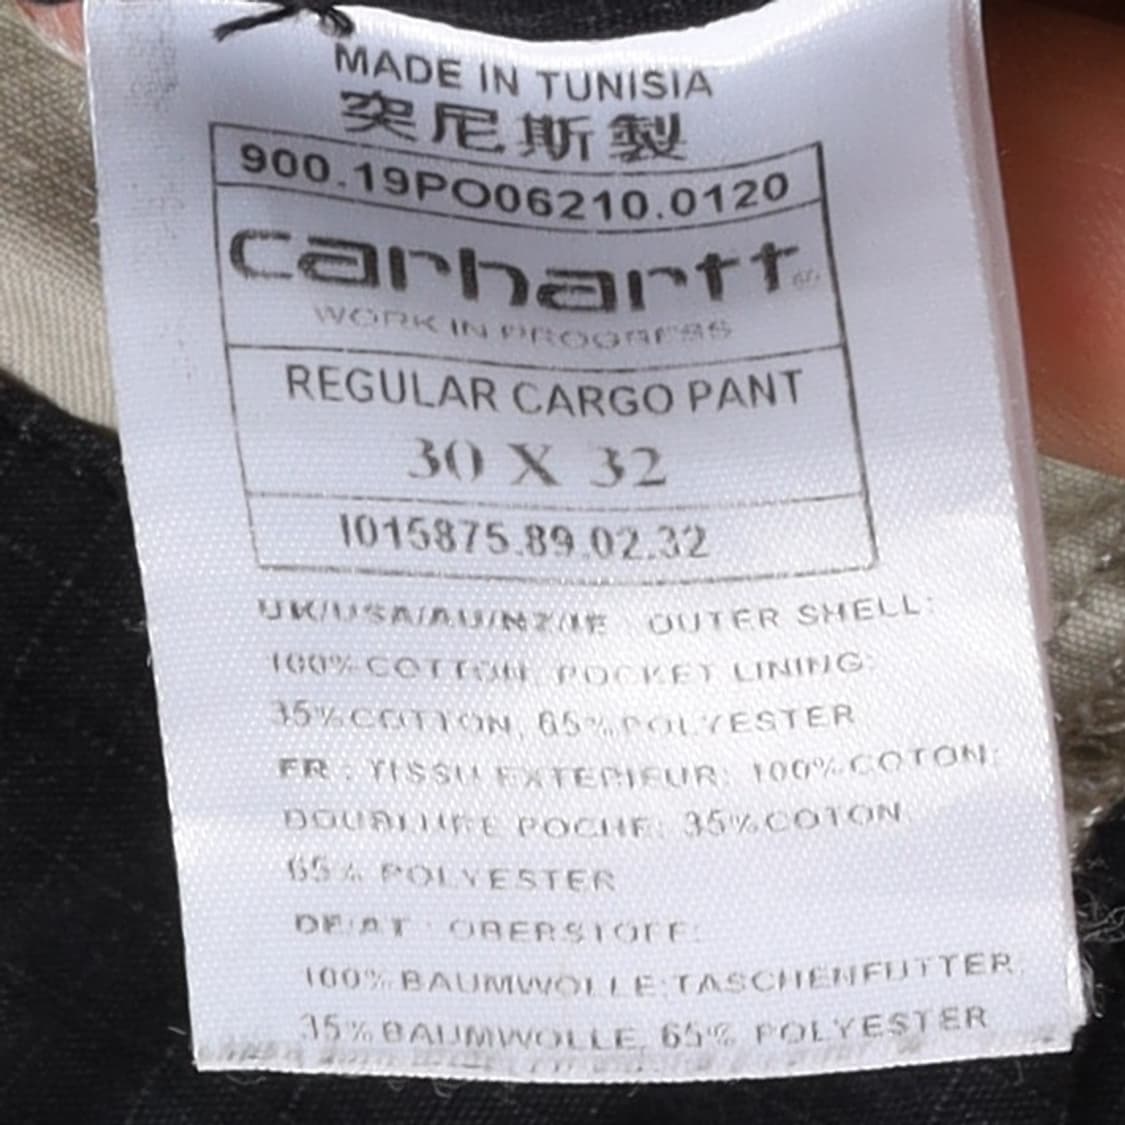 MADE IN TUNISIA
突尼斯製
900.19PO06210.0120
carhartt
WORK IN PROGRESS
REGULAR CARGO PANT
30 X 32
I015875.89.02.32
UK/USA/AU/NZ/IE : OUTER SHELL:
100% COTTON; POCKET LINING:
35%COTTON, 65%POLYESTER
FR : TISSU EXTERIEUR: 100%COTON;
DOUBLURE POCHE: 35%COTON,
65% POLYESTER
DE/AT : OBERSTOFF:
100% BAUMWOLLE;TASCHENFUTTER:
35% BAUMWOLLE, 65% POLYESTER